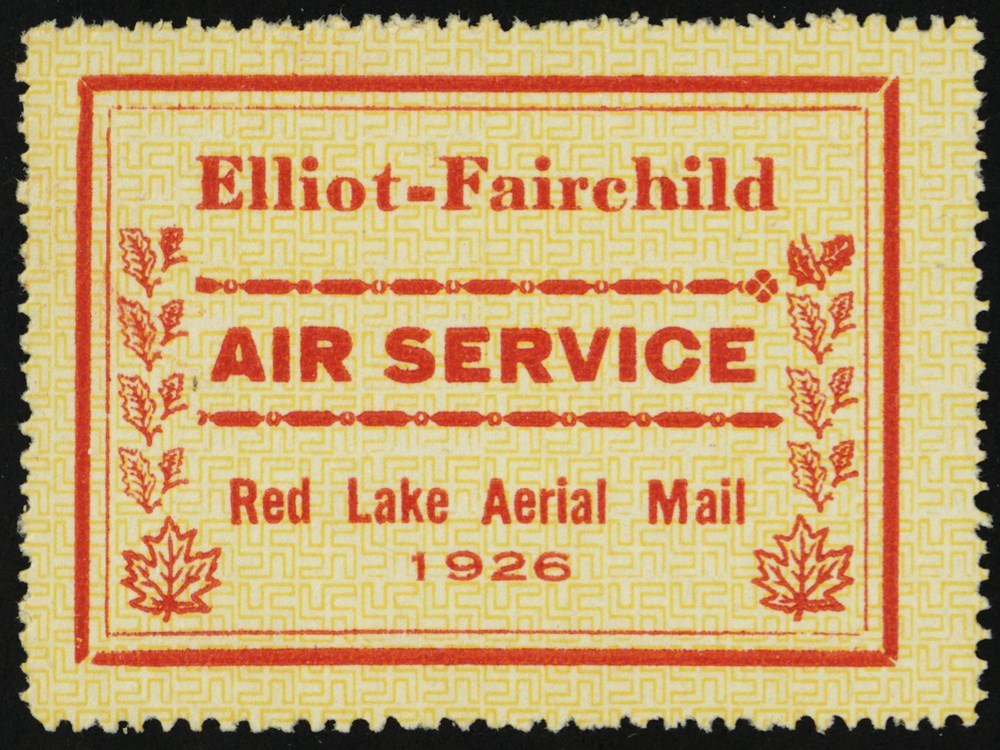 Elliot-Fairchild
AIR SERVICE
Red Lake Aerial Mail
1926